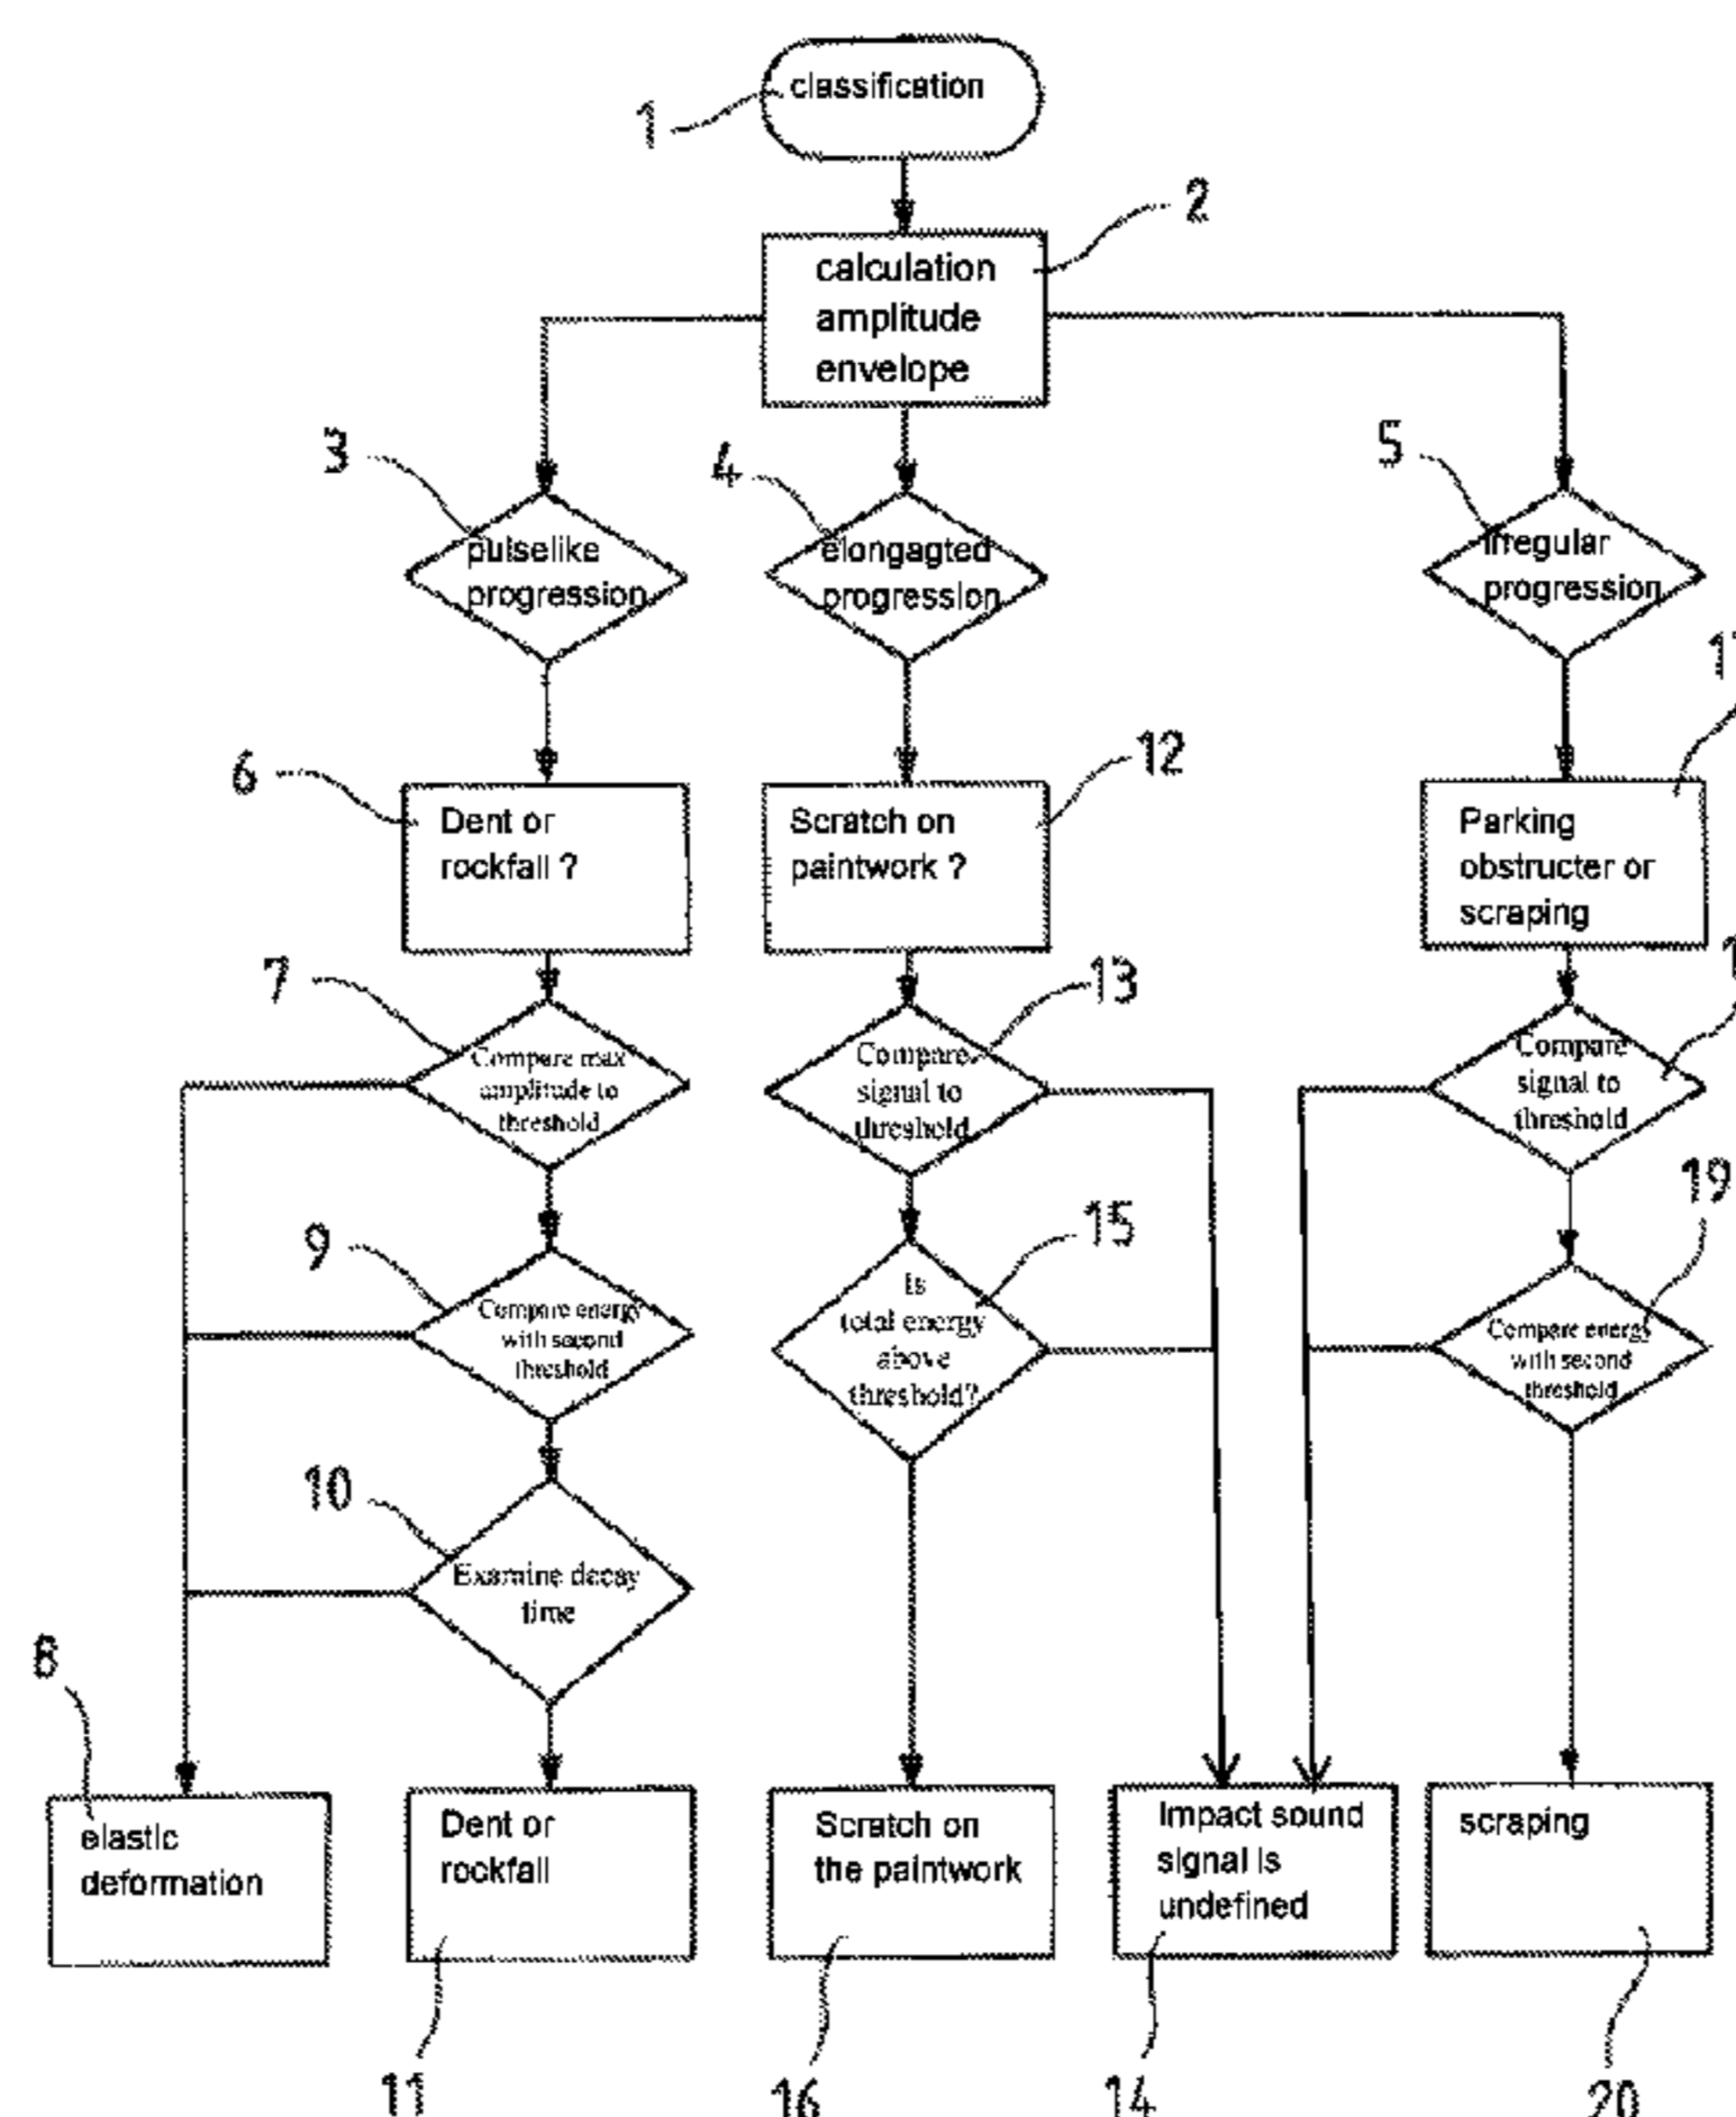 classification
1
2
calculation
amplitude
envelope
3
4
5
pulselike
progression
elongagted
progression
irregular
progression
6
12
Dent or
rockfall ?
Scratch on
paintwork ?
Parking
obstructer or
scraping
7
13
Compare max
amplitude to
threshold
Compare
signal to
threshold
Compare
signal to
threshold
9
15
19
Compare energy
with second
threshold
Is
total energy
above
threshold?
Compare energy
with second
threshold
10
Examine decay
time
8
elastic
deformation
Dent or
rockfall
Scratch on
the paintwork
Impact sound
signal is
undefined
scraping
11
16
14
20